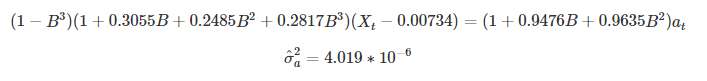 (1 − B³)(1 + 0.3055B + 0.2485B² + 0.2817B³)(Xₜ − 0.00734) = (1 + 0.9476B + 0.9635B²)aₜ
σ̂²ₐ = 4.019 ∗ 10⁻⁶